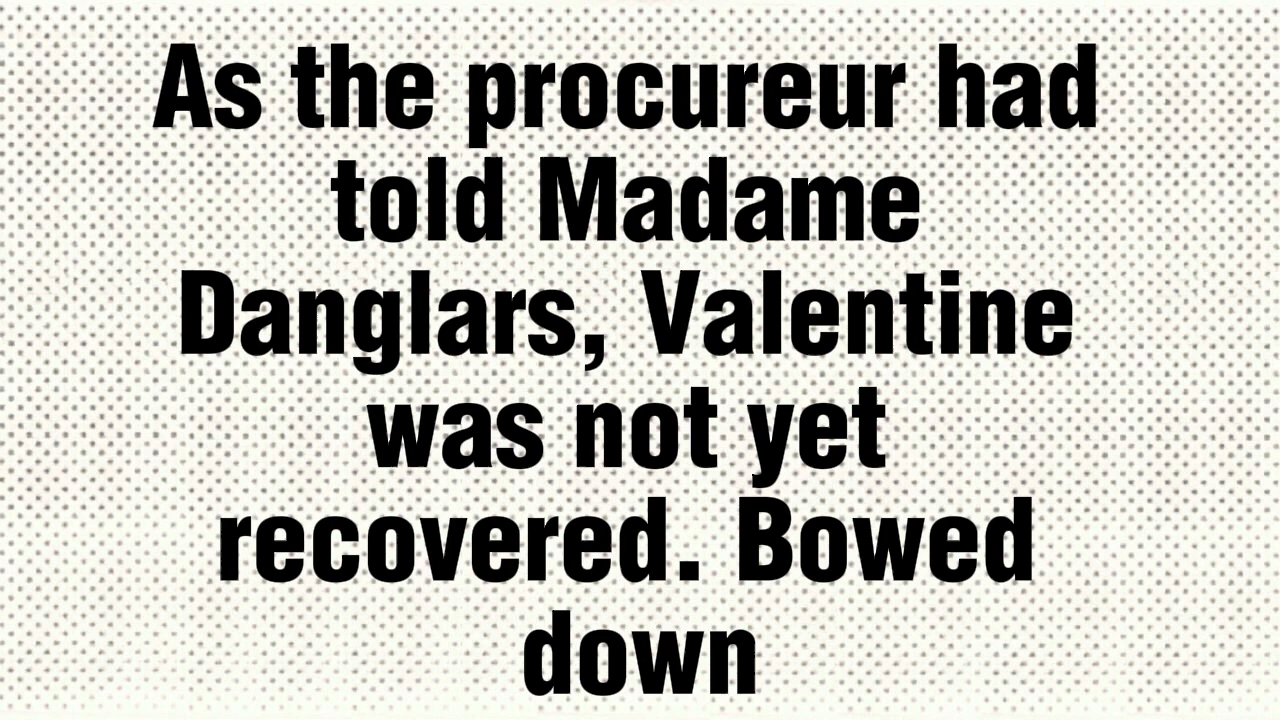 As the procureur had
told Madame
Danglars, Valentine
was not yet
recovered. Bowed
down